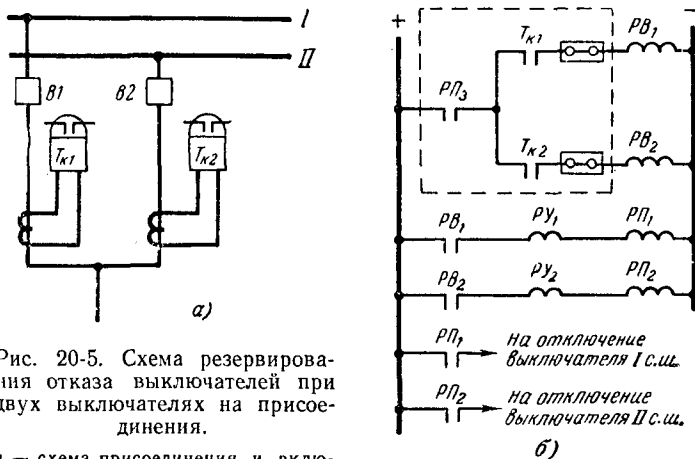 I
II
В1
В2
Тк1
Тк2
а)
Рис. 20-5. Схема резервирова-
ния отказа выключателей при
двух выключателях на присое-
динения.
а — схема присоединения и вклю-
+
−
РП3
Тк1
РВ1
Тк2
РВ2
РВ1 РУ1 РП1
РВ2 РУ2 РП2
РП1 На отключение
выключателя I с.ш.
РП2 На отключение
выключателя II с.ш.
б)